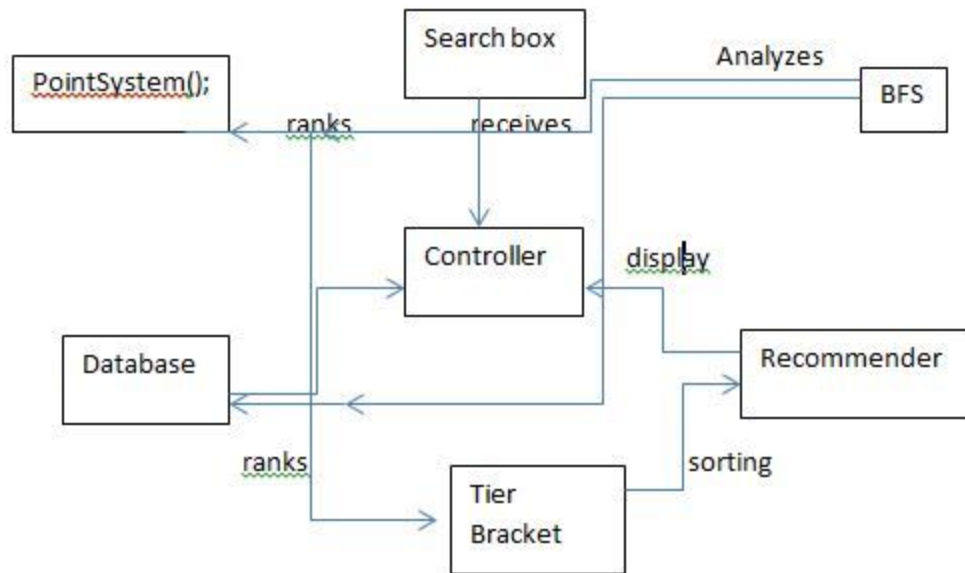 Search box
Analyzes
PointSystem();
BFS
ranks
receives
Controller
display
Database
Recommender
ranks
sorting
Tier
Bracket